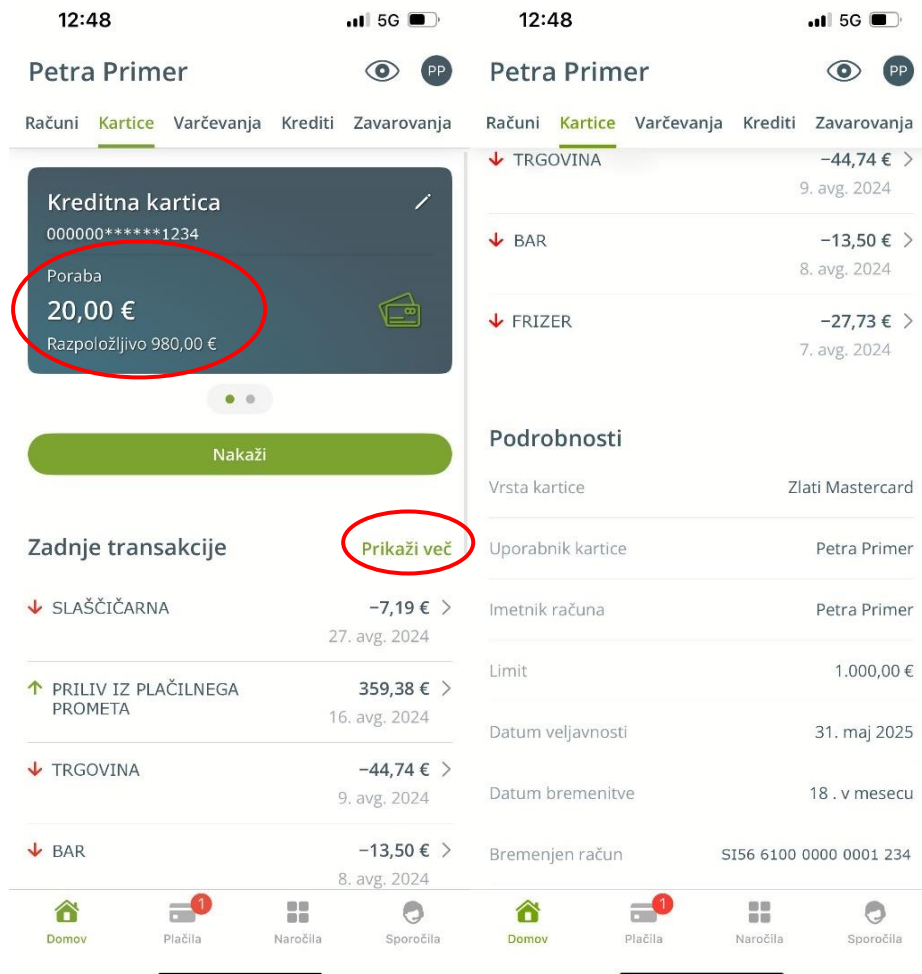 12:48
5G
Petra Primer
PP
Računi Kartice Varčevanja Krediti Zavarovanja
Kreditna kartica
000000******1234
Poraba
20,00 €
Razpoložljivo 980,00 €
Nakaži
Zadnje transakcije Prikaži več
SLAŠČIČARNA −7,19 €
27. avg. 2024
PRILIV IZ PLAČILNEGA 359,38 €
PROMETA 16. avg. 2024
TRGOVINA −44,74 €
9. avg. 2024
BAR −13,50 €
8. avg. 2024
1
Domov Plačila Naročila Sporočila
12:48
5G
Petra Primer
PP
Računi Kartice Varčevanja Krediti Zavarovanja
TRGOVINA −44,74 €
9. avg. 2024
BAR −13,50 €
8. avg. 2024
FRIZER −27,73 €
7. avg. 2024
Podrobnosti
Vrsta kartice Zlati Mastercard
Uporabnik kartice Petra Primer
Imetnik računa Petra Primer
Limit 1.000,00 €
Datum veljavnosti 31. maj 2025
Datum bremenitve 18 . v mesecu
Bremenjen račun SI56 6100 0000 0001 234
1
Domov Plačila Naročila Sporočila